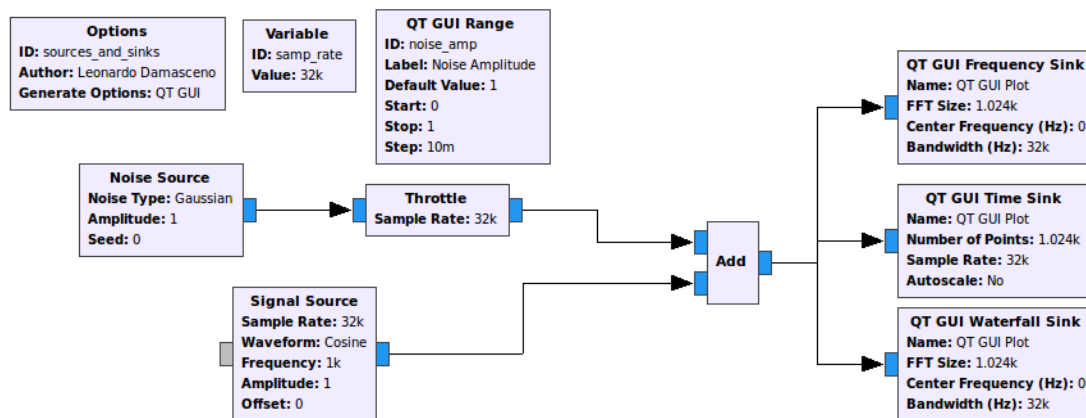 Options
ID: sources_and_sinks
Author: Leonardo Damasceno
Generate Options: QT GUI
Variable
ID: samp_rate
Value: 32k
QT GUI Range
ID: noise_amp
Label: Noise Amplitude
Default Value: 1
Start: 0
Stop: 1
Step: 10m
Noise Source
Noise Type: Gaussian
Amplitude: 1
Seed: 0
Throttle
Sample Rate: 32k
Signal Source
Sample Rate: 32k
Waveform: Cosine
Frequency: 1k
Amplitude: 1
Offset: 0
Add
QT GUI Frequency Sink
Name: QT GUI Plot
FFT Size: 1.024k
Center Frequency (Hz): 0
Bandwidth (Hz): 32k
QT GUI Time Sink
Name: QT GUI Plot
Number of Points: 1.024k
Sample Rate: 32k
Autoscale: No
QT GUI Waterfall Sink
Name: QT GUI Plot
FFT Size: 1.024k
Center Frequency (Hz): 0
Bandwidth (Hz): 32k